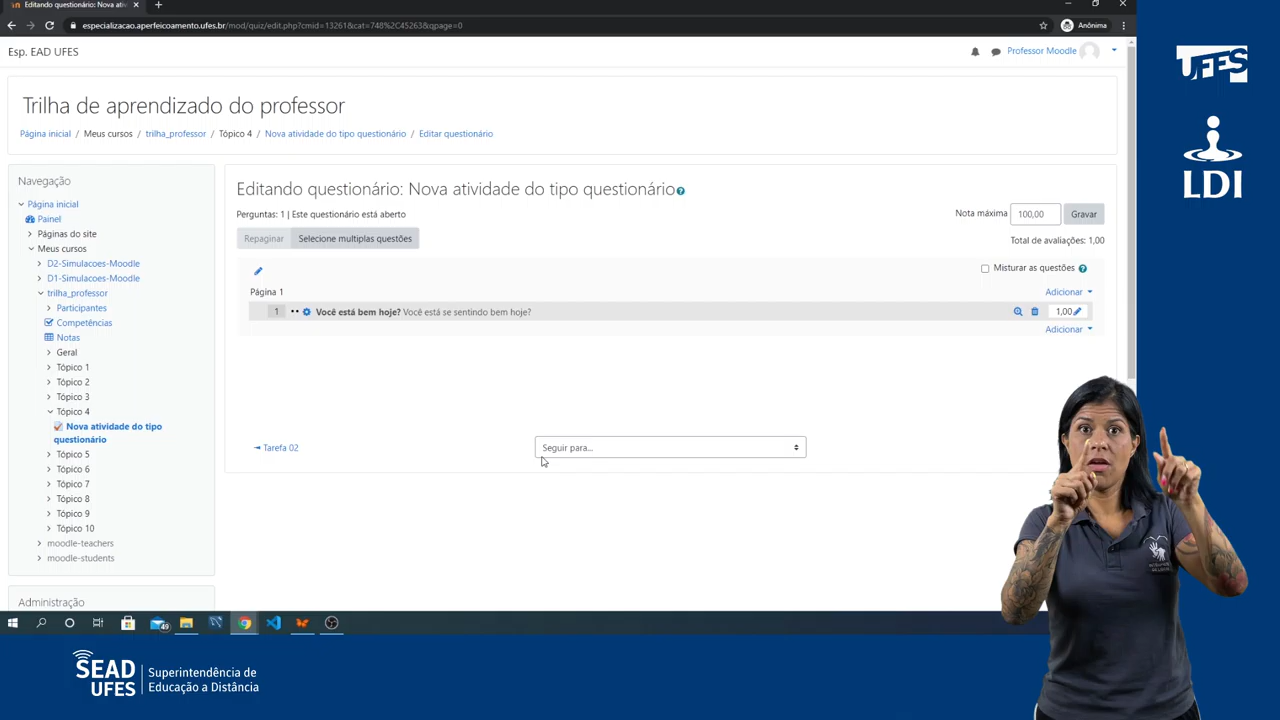 Editando questionário: Nova ativ
especializacao.aperfeicoamento.ufes.br/mod/quiz/edit.php?cmid=13261&cat=748%2C45263&qpage=0
Anônima
Esp. EAD UFES
Professor Moodle
Trilha de aprendizado do professor
Página inicial / Meus cursos / trilha_professor / Tópico 4 / Nova atividade do tipo questionário / Editar questionário
Navegação
Página inicial
Painel
Páginas do site
Meus cursos
D2-Simulacoes-Moodle
D1-Simulacoes-Moodle
trilha_professor
Participantes
Competências
Notas
Geral
Tópico 1
Tópico 2
Tópico 3
Tópico 4
Nova atividade do tipo
questionário
Tópico 5
Tópico 6
Tópico 7
Tópico 8
Tópico 9
Tópico 10
moodle-teachers
moodle-students
Administração
Editando questionário: Nova atividade do tipo questionário
Perguntas: 1 | Este questionário está aberto
Nota máxima 100,00 Gravar
Repaginar Selecione multiplas questões
Total de avaliações: 1,00
Misturar as questões
Página 1
Adicionar
1 Você está bem hoje? Você está se sentindo bem hoje? 1,00
Adicionar
Tarefa 02
Seguir para...
49
UFES
LDI
SEAD
UFES
Superintendência de
Educação a Distância